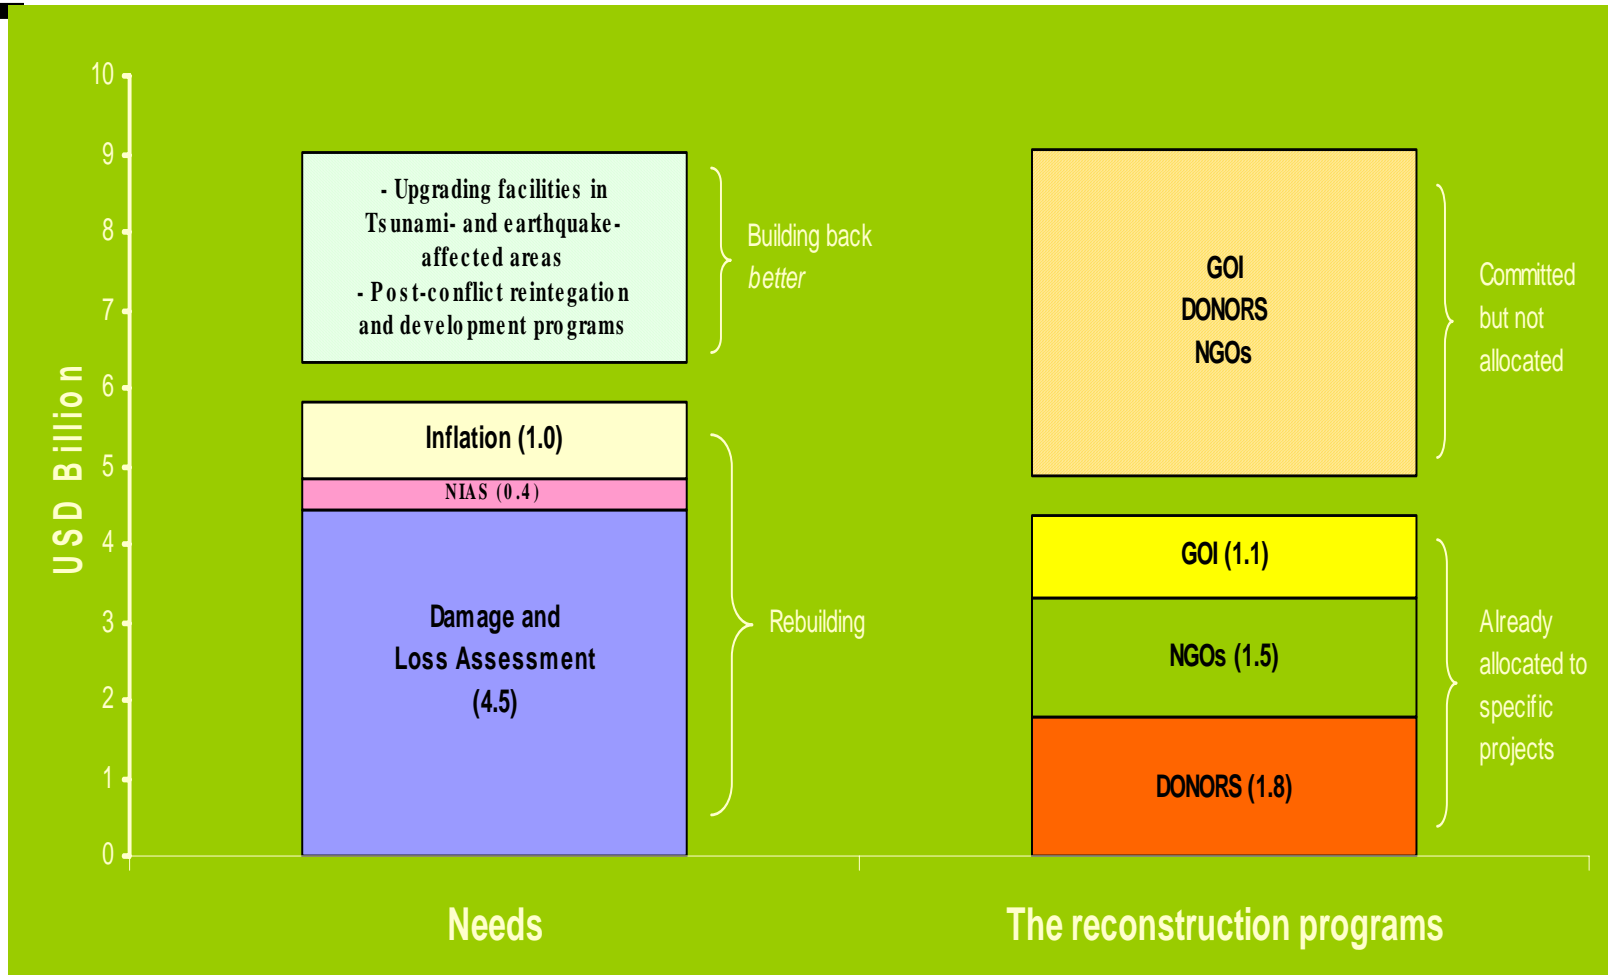 10
9
8
7
6
5
4
3
2
1
0
USD Billion
- Upgrading facilities in
Tsunami- and earthquake-
affected areas
- Post-conflict reintegation
and development programs
Building back
better
Inflation (1.0)
NIAS (0.4)
Damage and
Loss Assessment
(4.5)
Rebuilding
GOI
DONORS
NGOs
Committed
but not
allocated
GOI (1.1)
NGOs (1.5)
DONORS (1.8)
Already
allocated to
specific
projects
Needs
The reconstruction programs